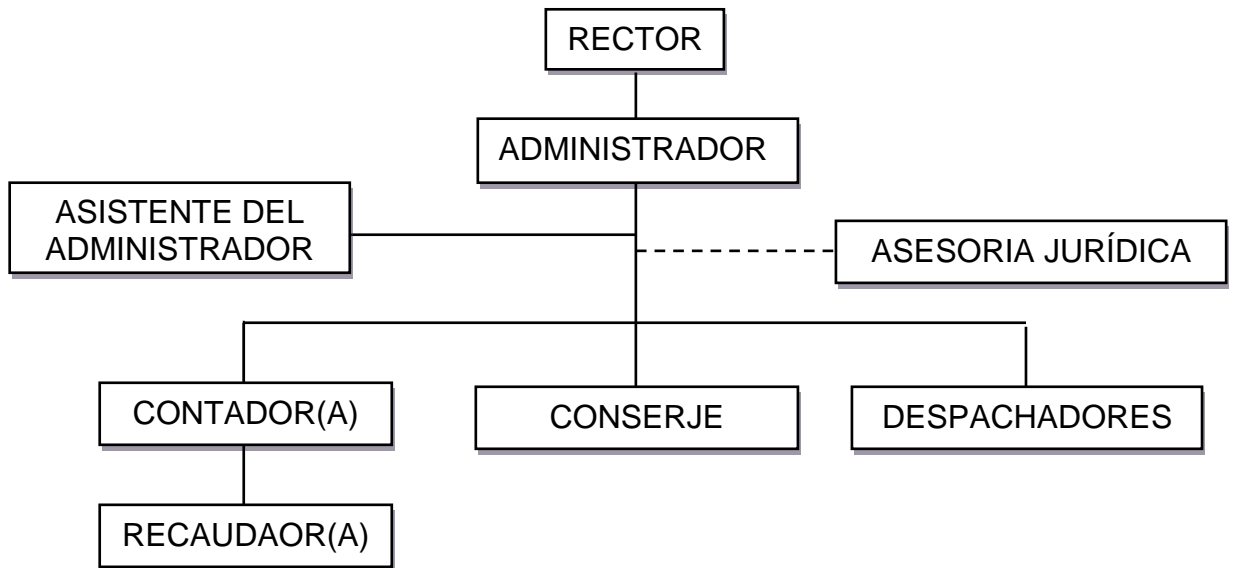 RECTOR
ADMINISTRADOR
ASISTENTE DEL
ADMINISTRADOR
ASESORIA JURÍDICA
CONTADOR(A)
CONSERJE
DESPACHADORES
RECAUDAOR(A)